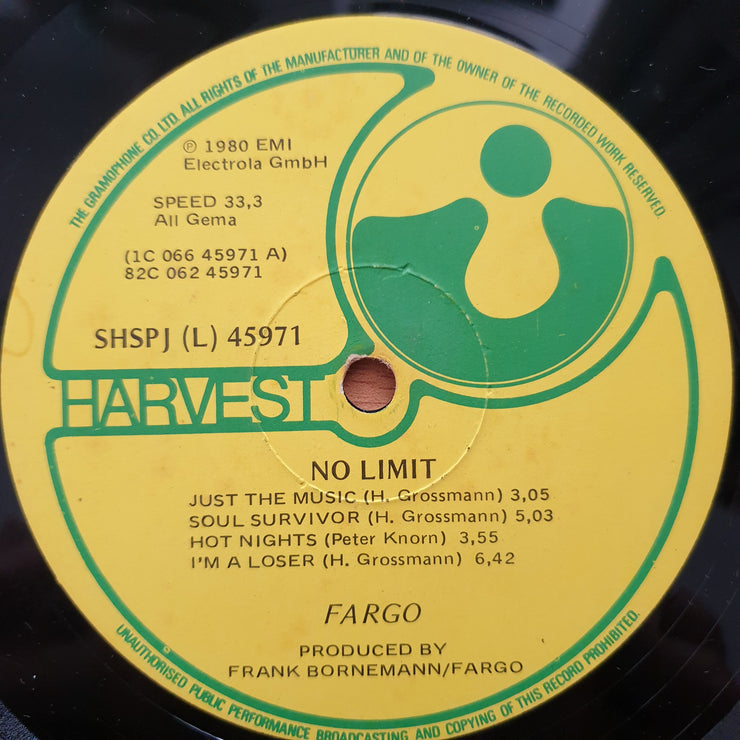 THE GRAMOPHONE CO. LTD. ALL RIGHTS OF THE MANUFACTURER AND OF THE OWNER OF THE RECORDED WORK RESERVED.
℗ 1980 EMI
Electrola GmbH
SPEED 33,3
All Gema
(1C 066 45971 A)
82C 062 45971
SHSPJ (L) 45971
HARVEST
NO LIMIT
JUST THE MUSIC (H. Grossmann) 3,05
SOUL SURVIVOR (H. Grossmann) 5,03
HOT NIGHTS (Peter Knorn) 3,55
I'M A LOSER (H. Grossmann) 6,42
FARGO
PRODUCED BY
FRANK BORNEMANN/FARGO
UNAUTHORISED PUBLIC PERFORMANCE BROADCASTING AND COPYING OF THIS RECORD PROHIBITED.